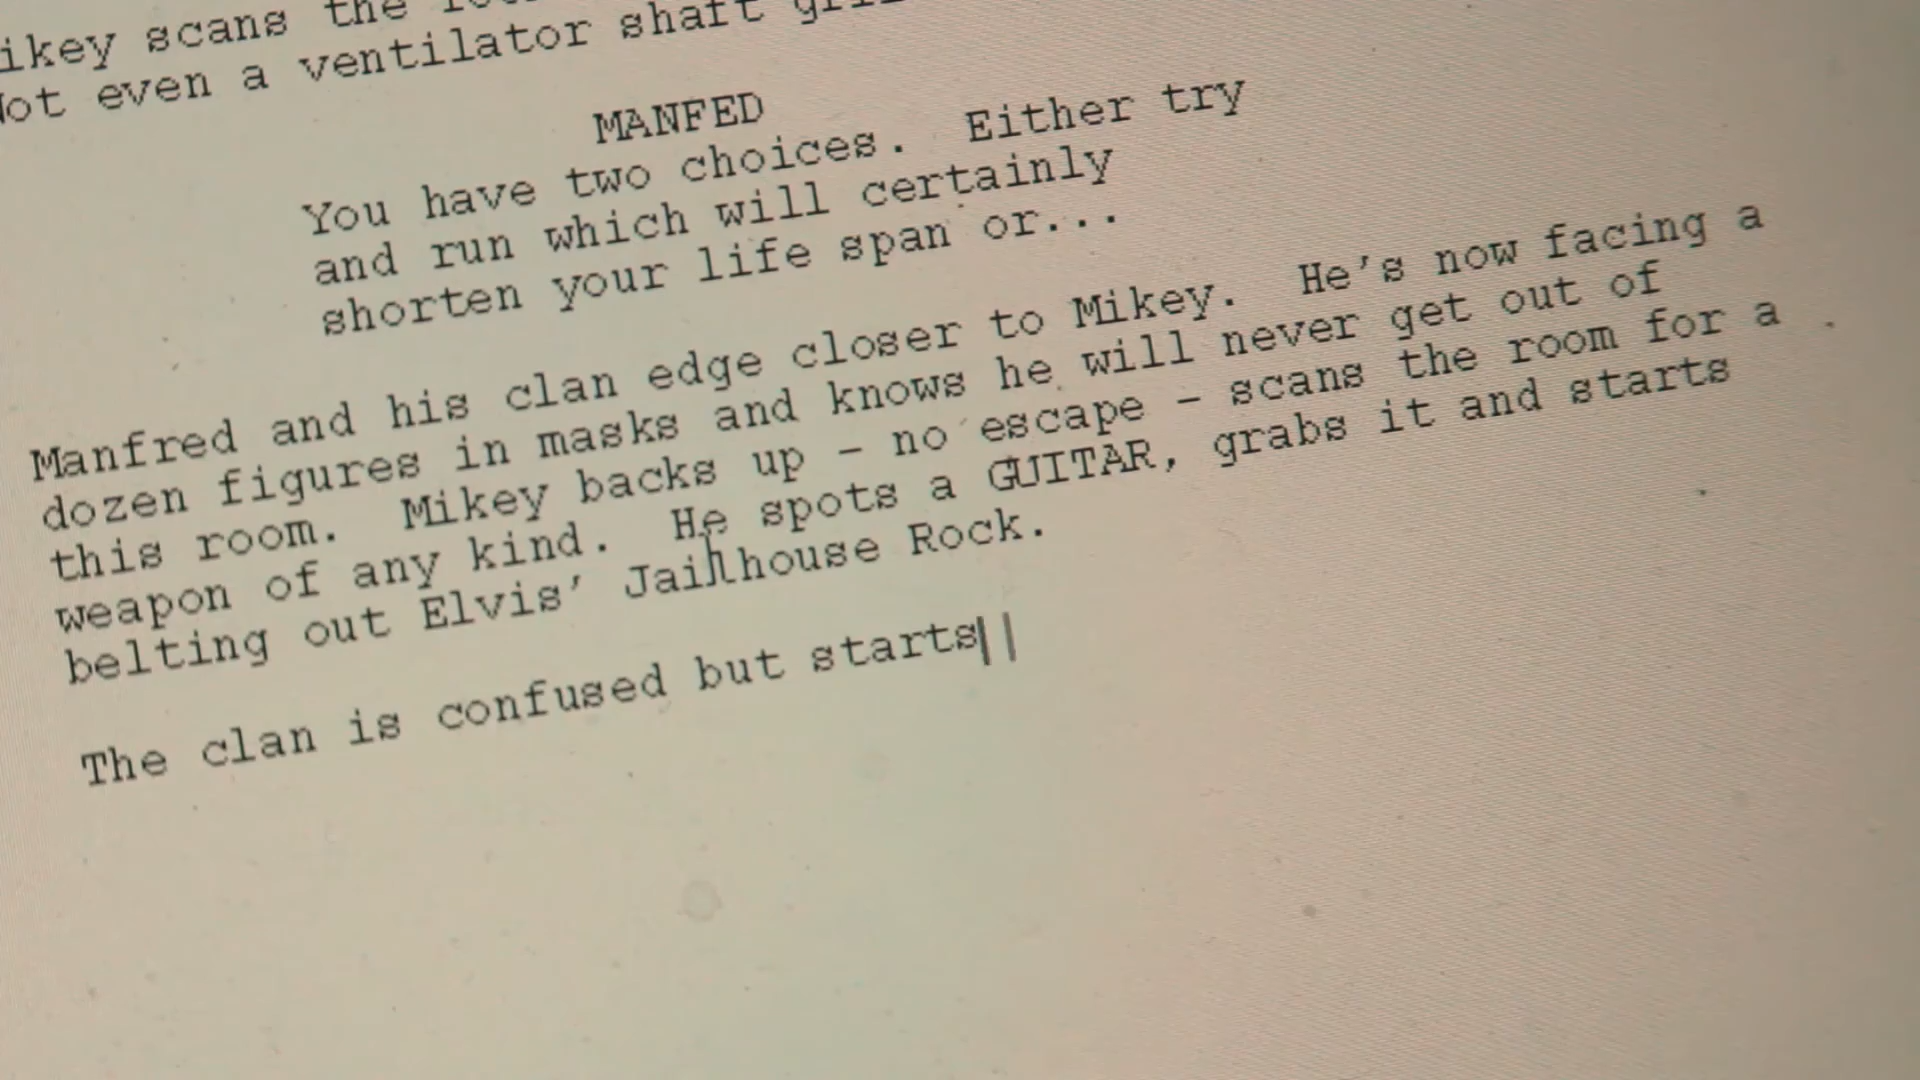 ikey scans the
Not even a ventilator shaft
MANFED
You have two choices.  Either try
and run which will certainly
shorten your life span or...
Manfred and his clan edge closer to Mikey.  He's now facing a
dozen figures in masks and knows he will never get out of
this room.  Mikey backs up - no escape - scans the room for a
weapon of any kind.  He spots a GUITAR, grabs it and starts
belting out Elvis' Jailhouse Rock.
The clan is confused but starts